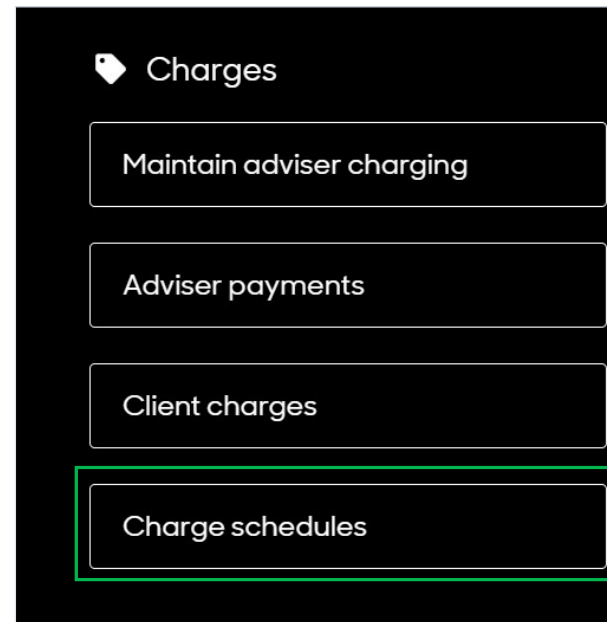 Charges
Maintain adviser charging
Adviser payments
Client charges
Charge schedules